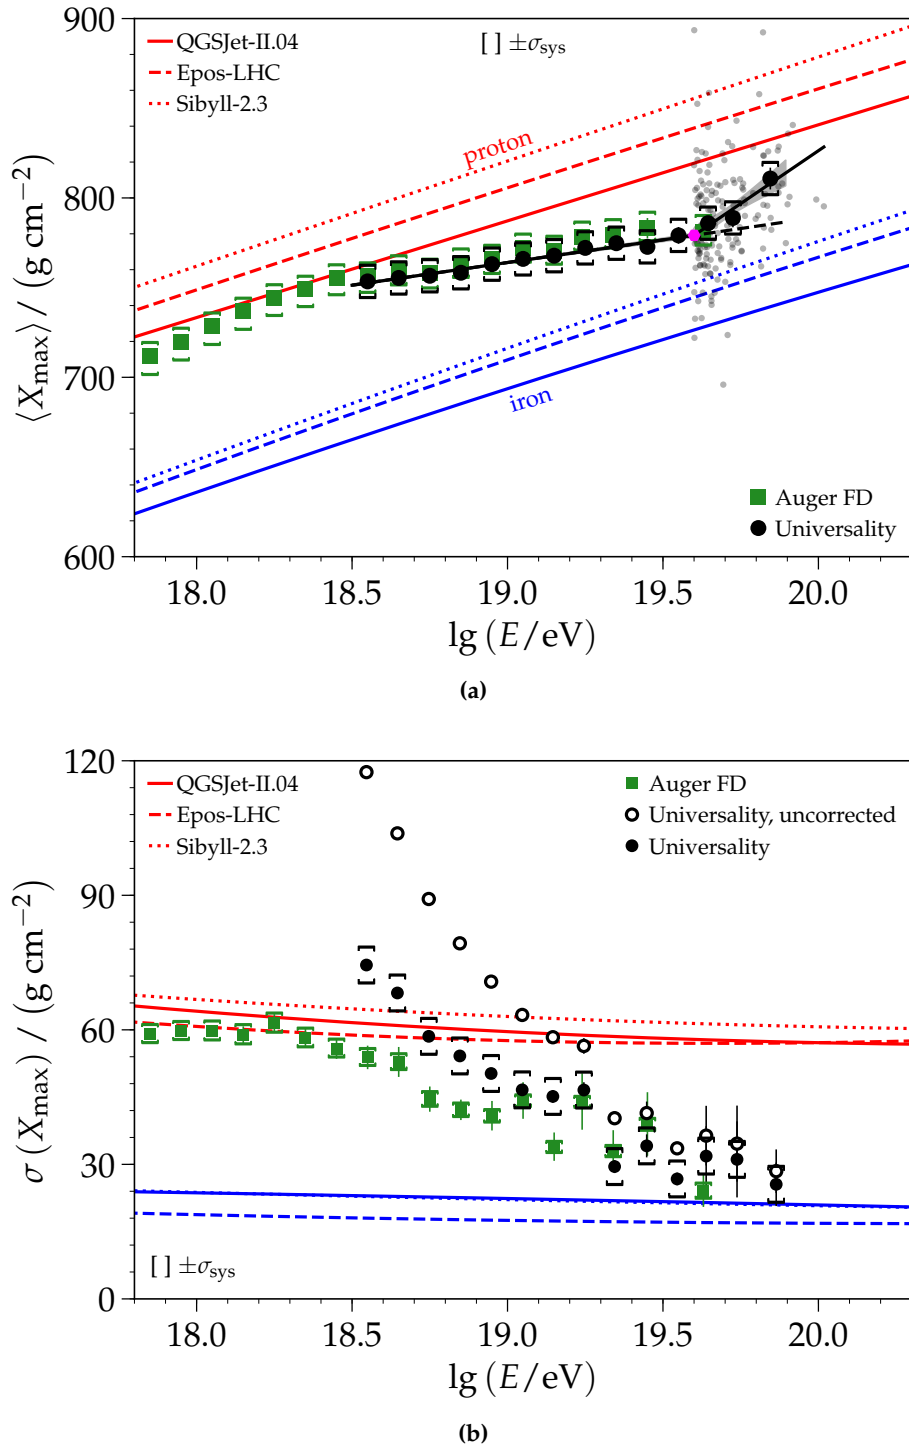 900
800
700
600
⟨X_max⟩ / (g cm⁻²)
QGSJet-II.04
Epos-LHC
Sibyll-2.3
[ ] ±σ_sys
proton
iron
Auger FD
Universality
18.0 18.5 19.0 19.5 20.0
lg (E/eV)
(a)
120
90
60
30
0
σ (X_max) / (g cm⁻²)
QGSJet-II.04
Epos-LHC
Sibyll-2.3
Auger FD
Universality, uncorrected
Universality
[ ] ±σ_sys
18.0 18.5 19.0 19.5 20.0
lg (E/eV)
(b)